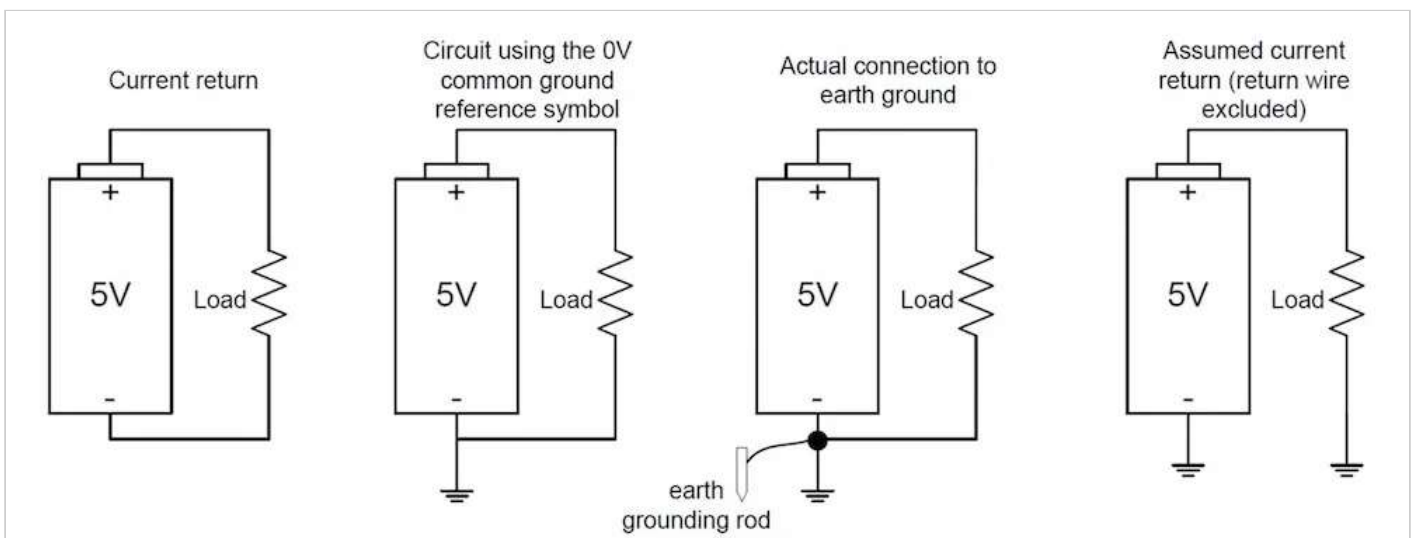 Current return
Circuit using the 0V
common ground
reference symbol
Actual connection to
earth ground
Assumed current
return (return wire
excluded)
+
5V
Load
-
+
5V
Load
-
+
5V
Load
-
earth
grounding rod
+
5V
Load
-